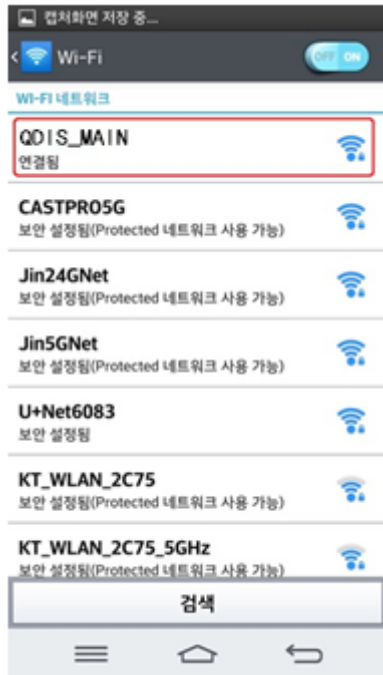 캡처화면 저장 중...
Wi-Fi
OFF ON
WI-FI 네트워크
QDIS_MAIN
연결됨
CASTPRO5G
보안 설정됨(Protected 네트워크 사용 가능)
Jin24GNet
보안 설정됨(Protected 네트워크 사용 가능)
Jin5GNet
보안 설정됨(Protected 네트워크 사용 가능)
U+Net6083
보안 설정됨
KT_WLAN_2C75
보안 설정됨(Protected 네트워크 사용 가능)
KT_WLAN_2C75_5GHz
보안 설정됨(Protected 네트워크 사용 가능)
검색